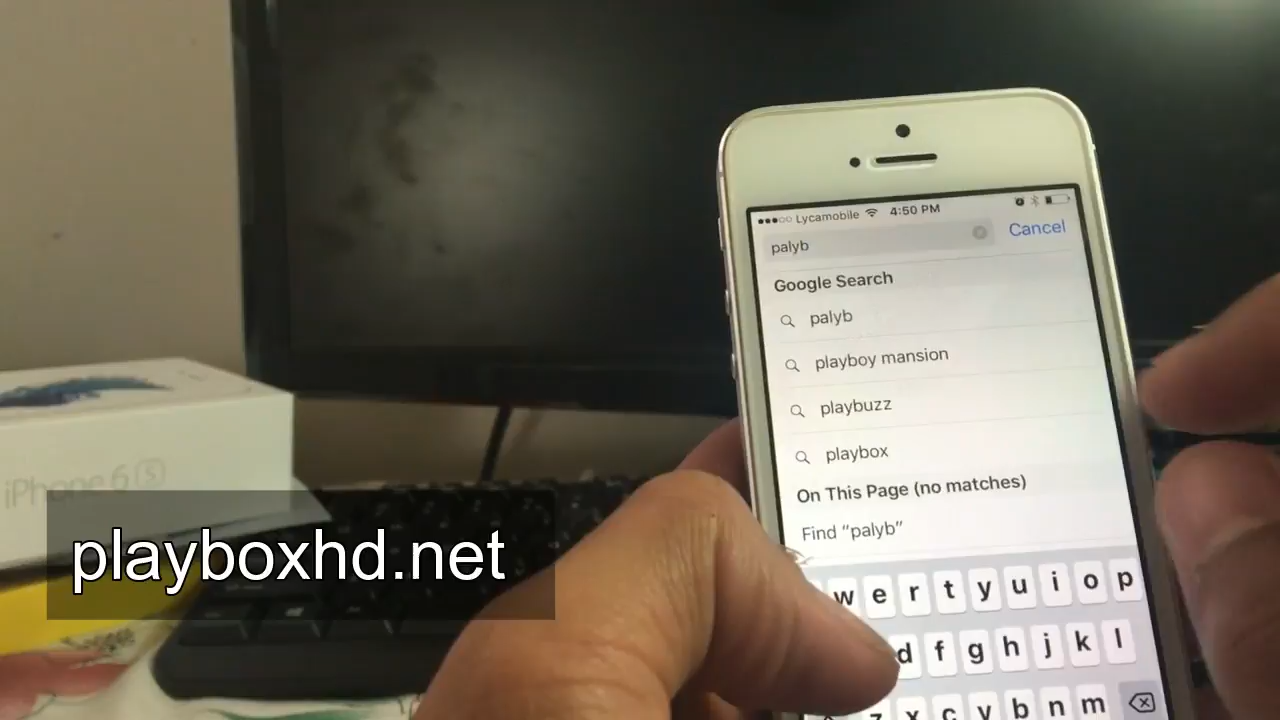 Lycamobile 4:50 PM
palyb
Cancel
Google Search
palyb
playboy mansion
playbuzz
playbox
On This Page (no matches)
Find “palyb”
w e r t y u i o p
d f g h j k l
z x c v b n m
iPhone 6s
playboxhd.net